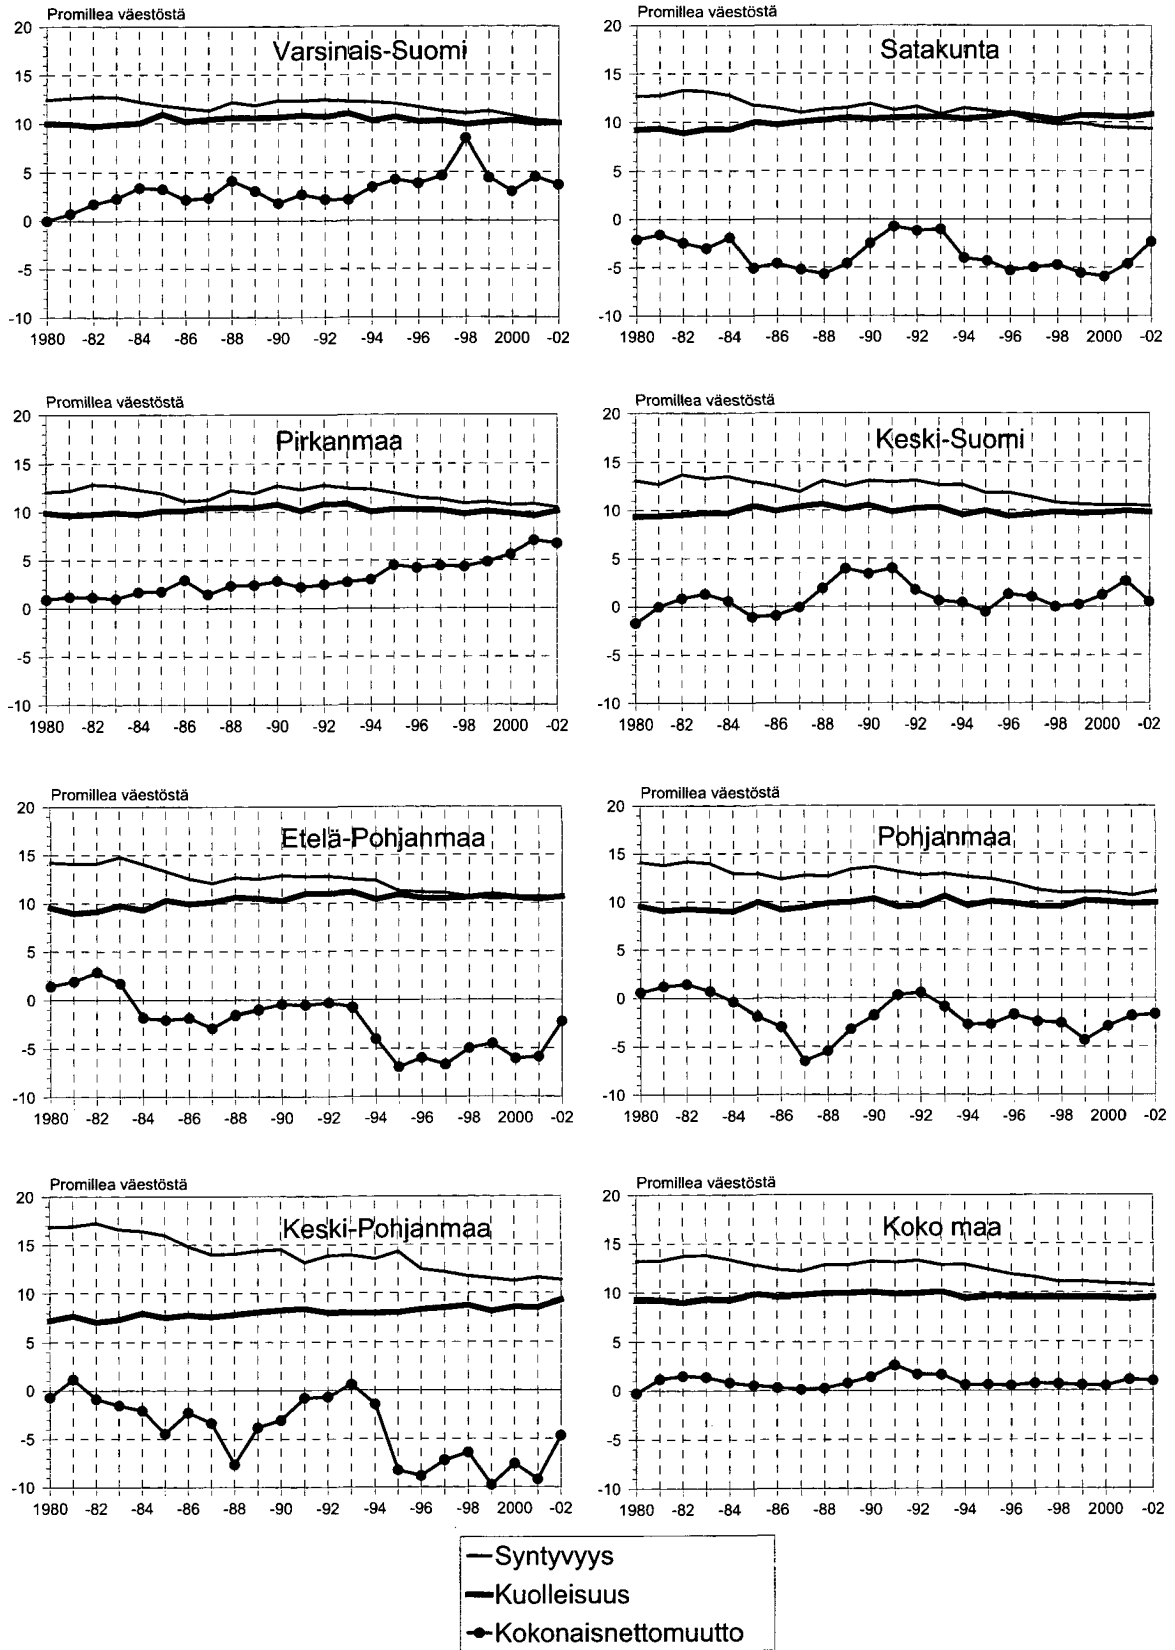 Promillea väestöstä
Varsinais-Suomi
20
15
10
5
0
-5
-10
1980 -82 -84 -86 -88 -90 -92 -94 -96 -98 2000 -02
Promillea väestöstä
Satakunta
20
15
10
5
0
-5
-10
1980 -82 -84 -86 -88 -90 -92 -94 -96 -98 2000 -02
Promillea väestöstä
Pirkanmaa
20
15
10
5
0
-5
-10
1980 -82 -84 -86 -88 -90 -92 -94 -96 -98 2000 -02
Promillea väestöstä
Keski-Suomi
20
15
10
5
0
-5
-10
1980 -82 -84 -86 -88 -90 -92 -94 -96 -98 2000 -02
Promillea väestöstä
Etelä-Pohjanmaa
20
15
10
5
0
-5
-10
1980 -82 -84 -86 -88 -90 -92 -94 -96 -98 2000 -02
Promillea väestöstä
Pohjanmaa
20
15
10
5
0
-5
-10
1980 -82 -84 -86 -88 -90 -92 -94 -96 -98 2000 -02
Promillea väestöstä
Keski-Pohjanmaa
20
15
10
5
0
-5
-10
1980 -82 -84 -86 -88 -90 -92 -94 -96 -98 2000 -02
Promillea väestöstä
Koko maa
20
15
10
5
0
-5
-10
1980 -82 -84 -86 -88 -90 -92 -94 -96 -98 2000 -02
Syntyvyys
Kuolleisuus
Kokonaisnettomuutto